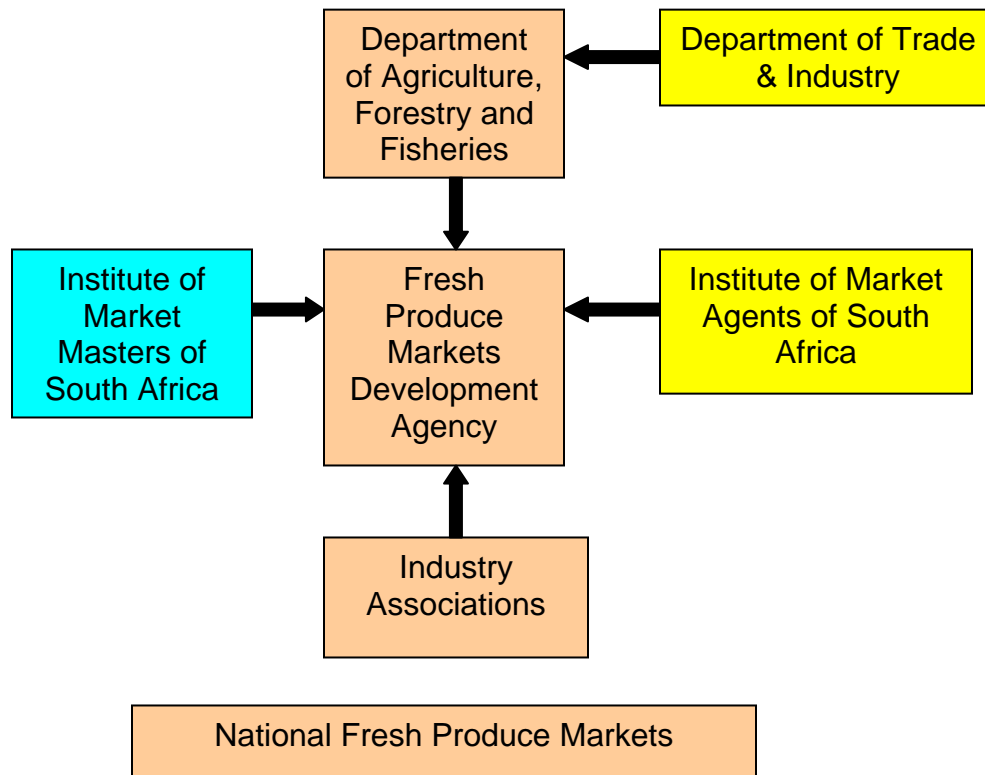 Department
of Agriculture,
Forestry and
Fisheries
Department of Trade
& Industry
Institute of
Market
Masters of
South Africa
Fresh
Produce
Markets
Development
Agency
Institute of Market
Agents of South
Africa
Industry
Associations
National Fresh Produce Markets